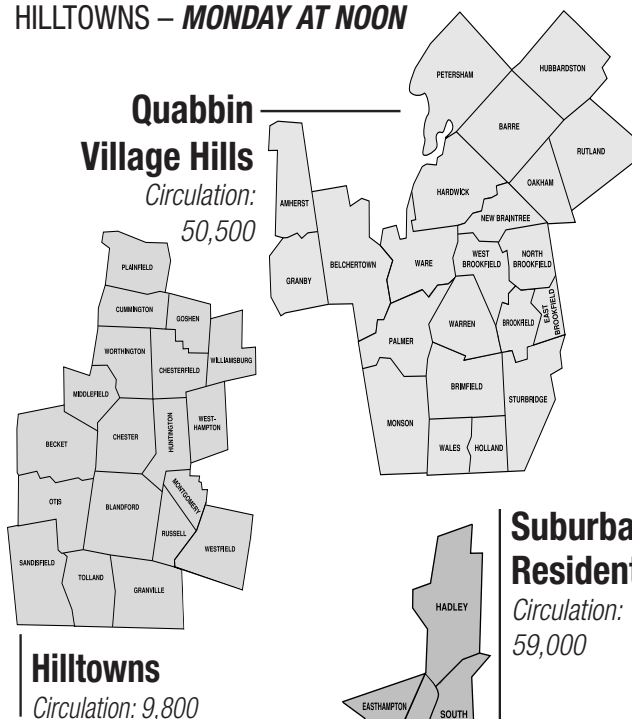 HILLTOWNS – MONDAY AT NOON
Quabbin
Village Hills
Circulation:
50,500
PETERSHAM
HUBBARDSTON
BARRE
RUTLAND
HARDWICK
OAKHAM
NEW BRAINTREE
AMHERST
BELCHERTOWN
GRANBY
WARE
WEST
BROOKFIELD
NORTH
BROOKFIELD
EAST
BROOKFIELD
BROOKFIELD
WARREN
PALMER
BRIMFIELD
STURBRIDGE
MONSON
WALES
HOLLAND
PLAINFIELD
CUMMINGTON
GOSHEN
WORTHINGTON
CHESTERFIELD
WILLIAMSBURG
MIDDLEFIELD
WEST-
HAMPTON
HUNTINGTON
CHESTER
BECKET
MONTGOMERY
OTIS
BLANDFORD
RUSSELL
WESTFIELD
SANDISFIELD
TOLLAND
GRANVILLE
Hilltowns
Circulation: 9,800
Suburba
Resident
Circulation:
59,000
HADLEY
EASTHAMPTON
SOUTH